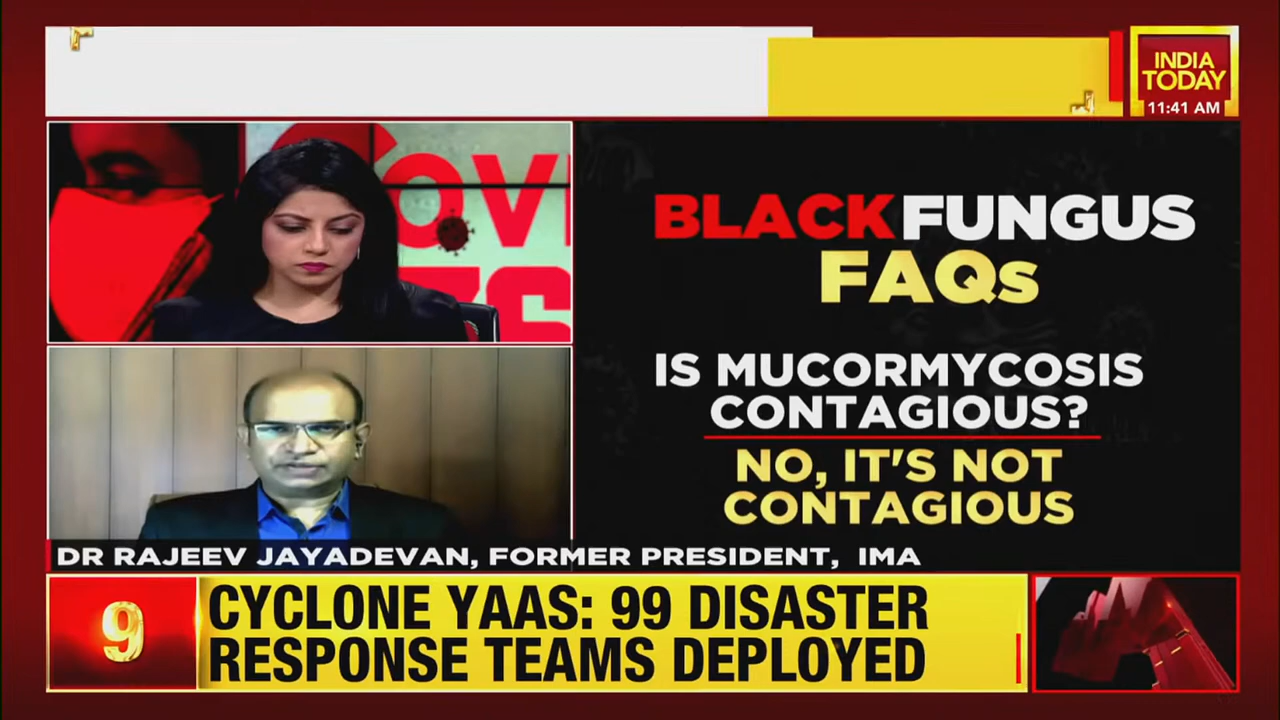 INDIA
TODAY
11:41 AM
OVI
BLACK FUNGUS
FAQs
IS MUCORMYCOSIS
CONTAGIOUS?
NO, IT'S NOT
CONTAGIOUS
DR RAJEEV JAYADEVAN, FORMER PRESIDENT, IMA
9
CYCLONE YAAS: 99 DISASTER
RESPONSE TEAMS DEPLOYED